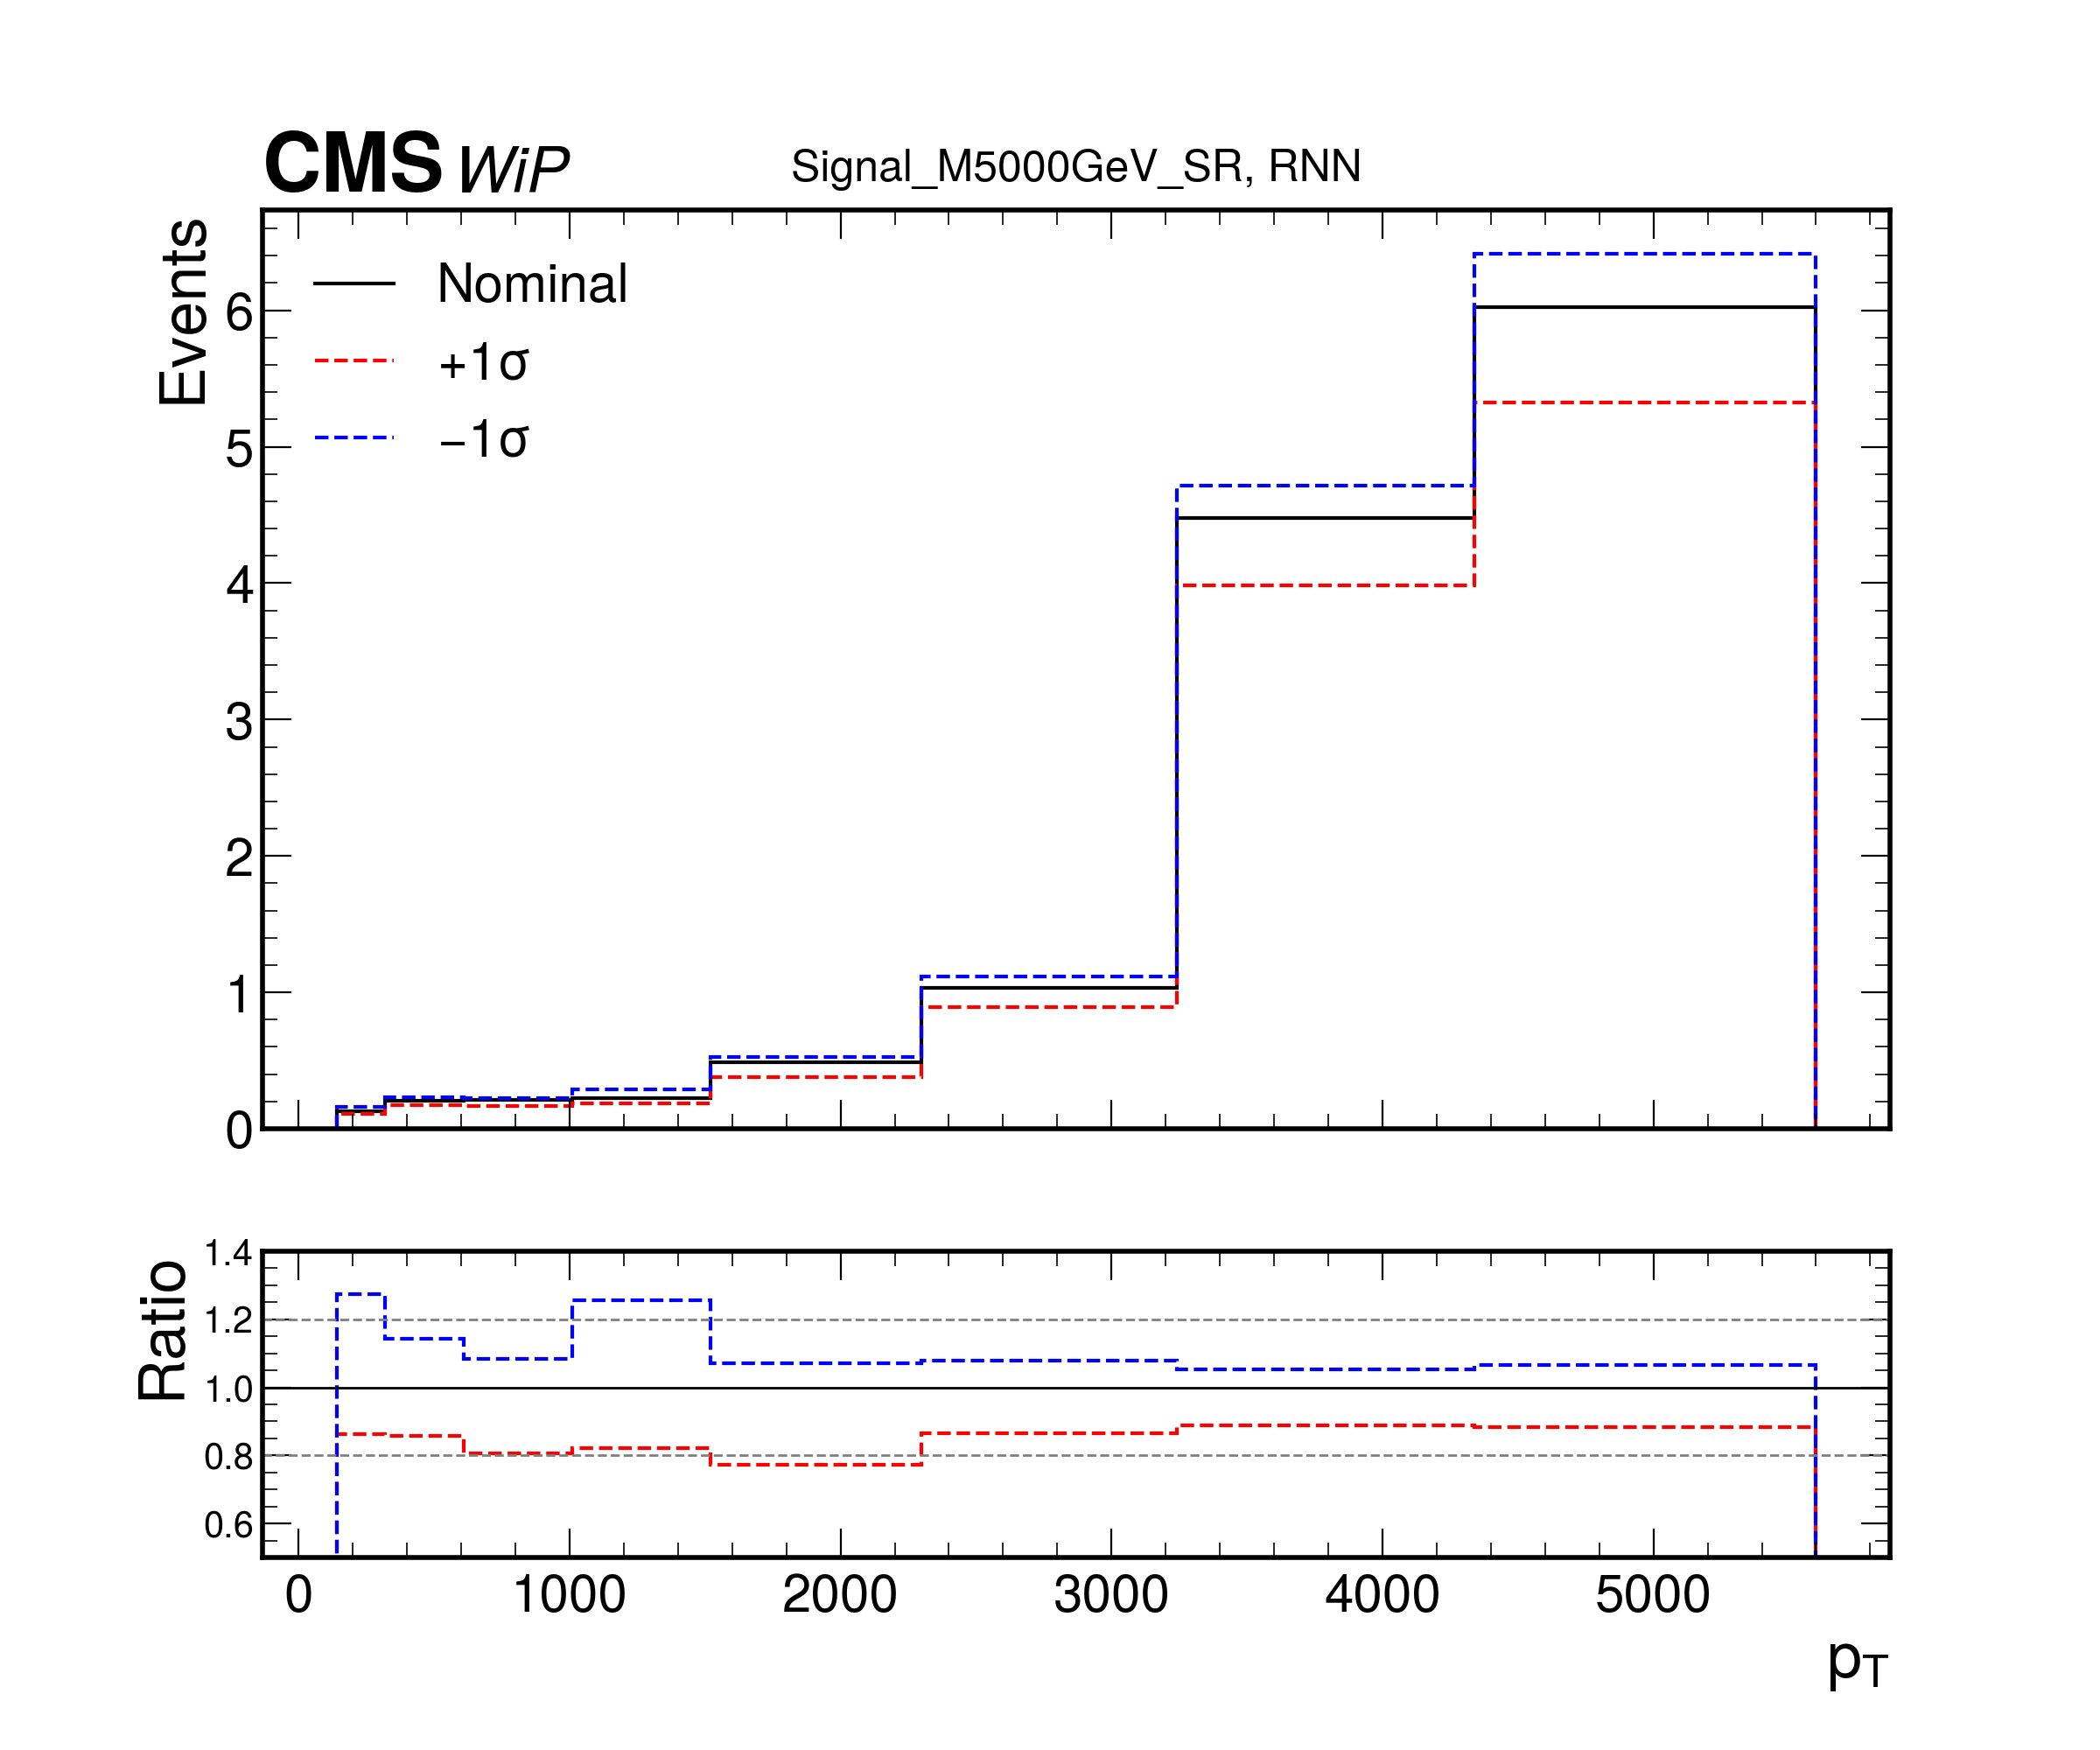 CMS WiP Signal_M5000GeV_SR, RNN
Events
Nominal
+1σ
−1σ
6
5
4
3
2
1
0
Ratio
1.4
1.2
1.0
0.8
0.6
0 1000 2000 3000 4000 5000
pT